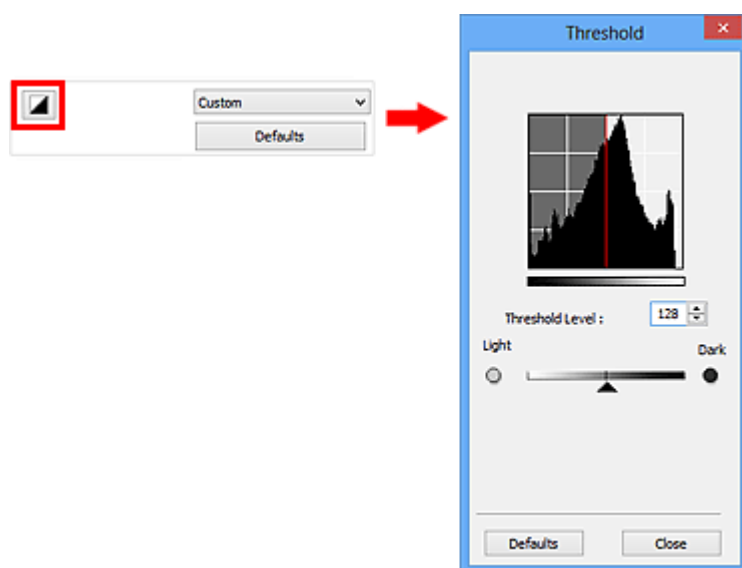 Custom
Defaults
Threshold
Threshold Level :
128
Light
Dark
Defaults
Close